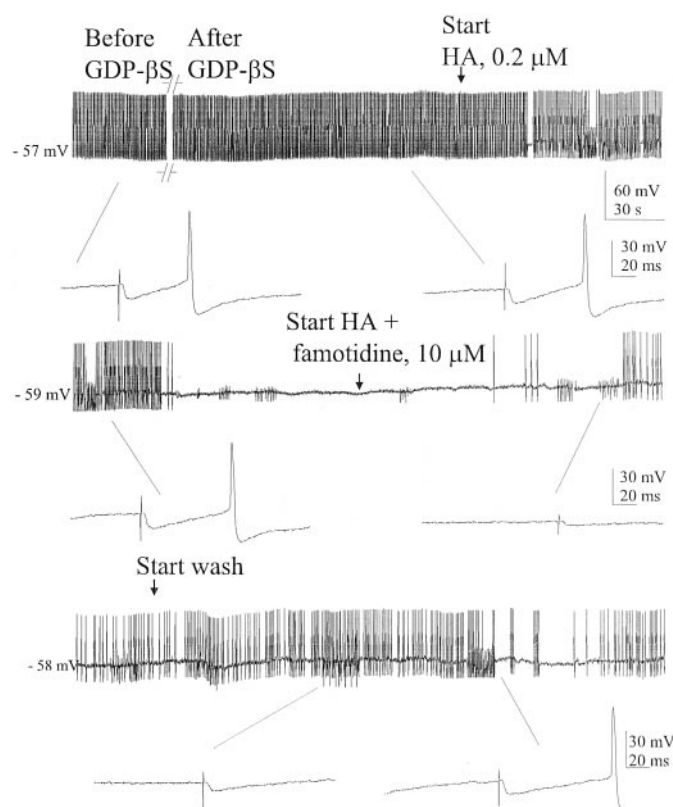 Before
GDP-βS
After
GDP-βS
Start
HA, 0.2 μM
- 57 mV
60 mV
30 s
30 mV
20 ms
Start HA +
famotidine, 10 μM
- 59 mV
30 mV
20 ms
Start wash
- 58 mV
30 mV
20 ms